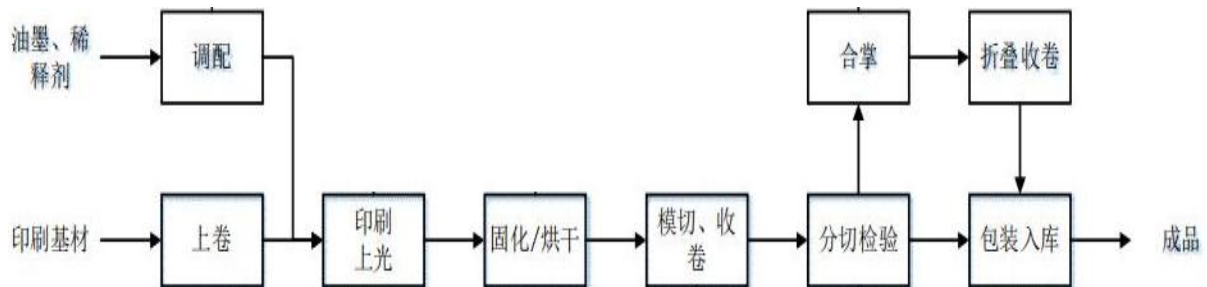 油墨、稀
释剂
调配
合掌
折叠收卷
印刷基材
上卷
印刷
上光
固化/烘干
模切、收
卷
分切检验
包装入库
成品